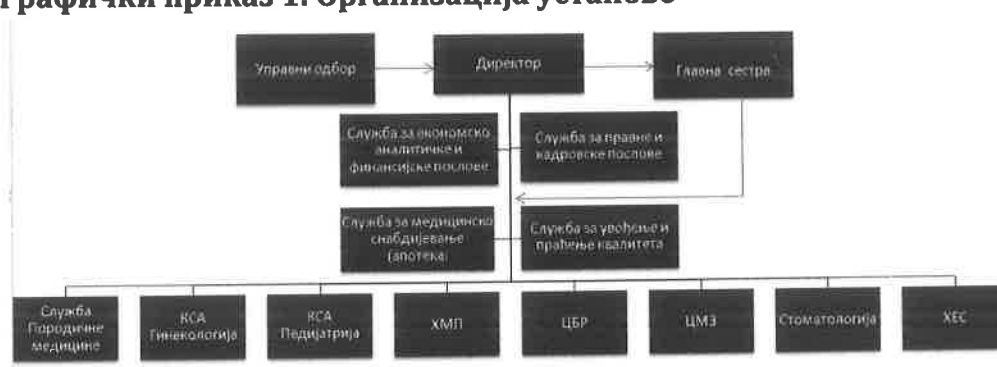 Графички приказ 1. Организација установе
Управни одбор
Директор
Главна сестра
Служба за економско
аналитичке и
финансијске послове
Служба за правне и
кадровске послове
Служба за медицинско
снабдијевање
(апотека)
Служба за увођење и
праћење квалитета
Служба
Породичне
медицине
КСА
Гинекологија
КСА
Педијатрија
ХМП
ЦБР
ЦМЗ
Стоматологија
ХЕС